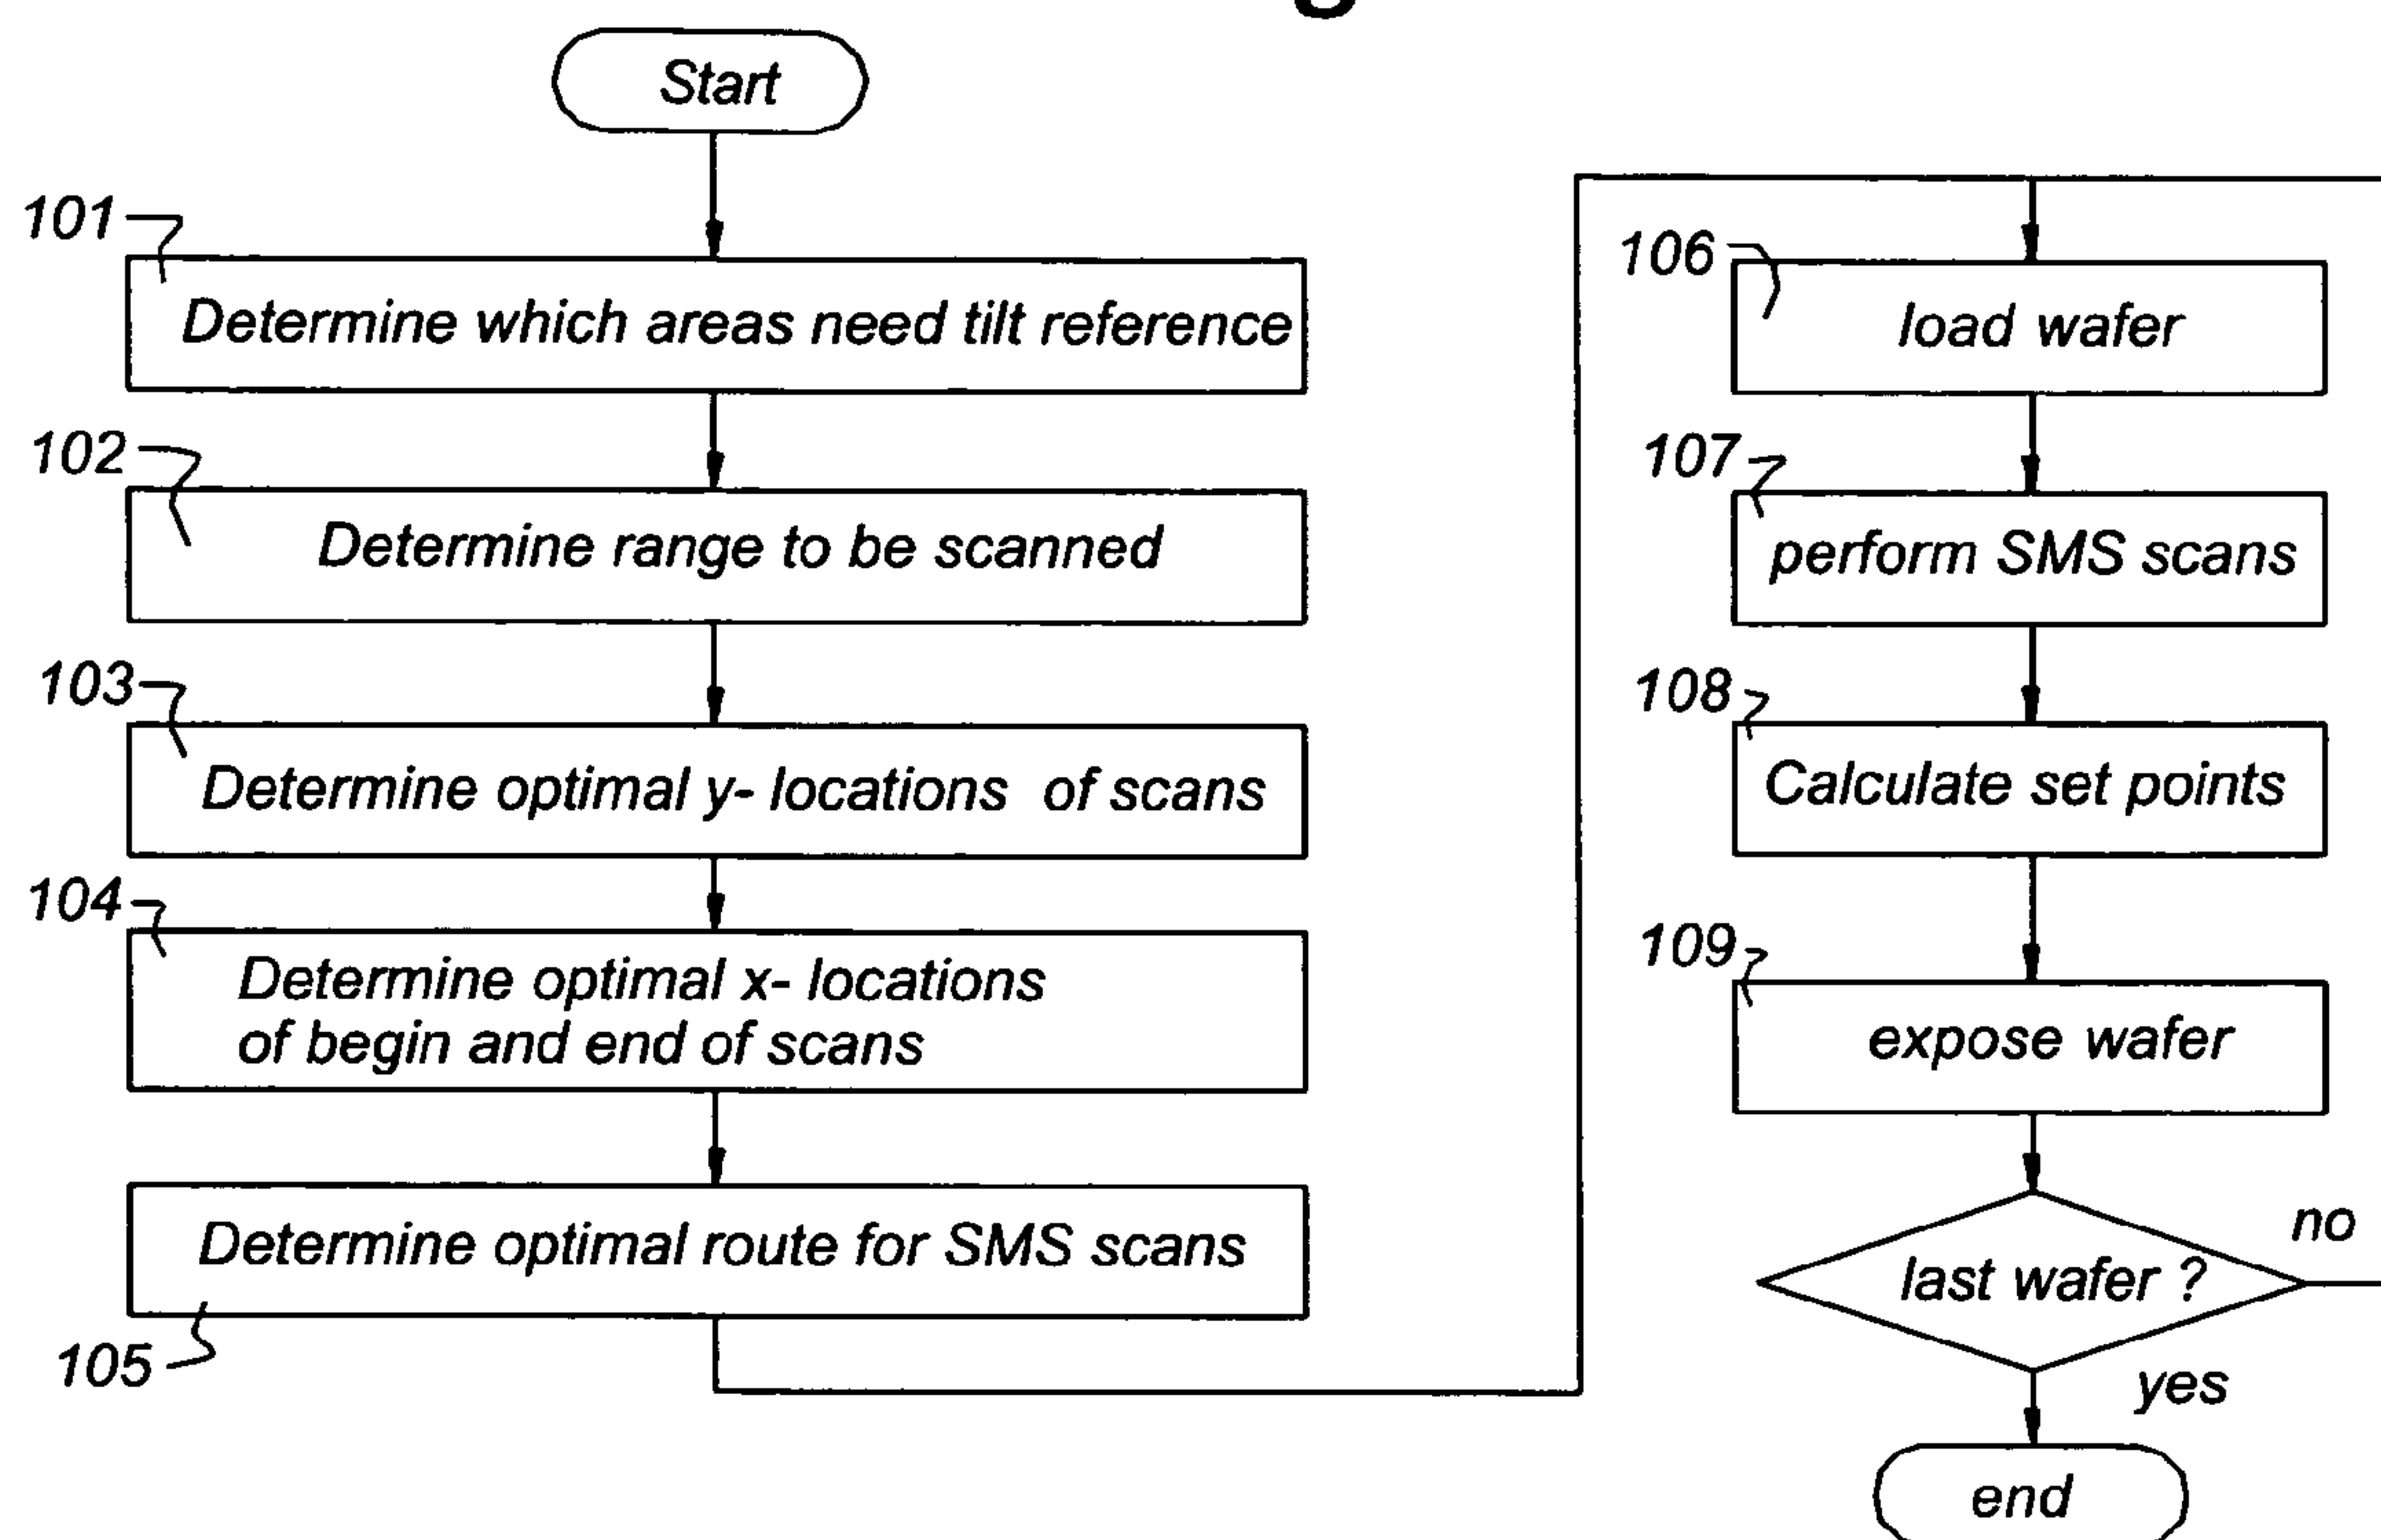 Start
101
Determine which areas need tilt reference
102
Determine range to be scanned
103
Determine optimal y- locations of scans
104
Determine optimal x- locations
of begin and end of scans
Determine optimal route for SMS scans
105
106
load wafer
107
perform SMS scans
108
Calculate set points
109
expose wafer
no
last wafer ?
yes
end